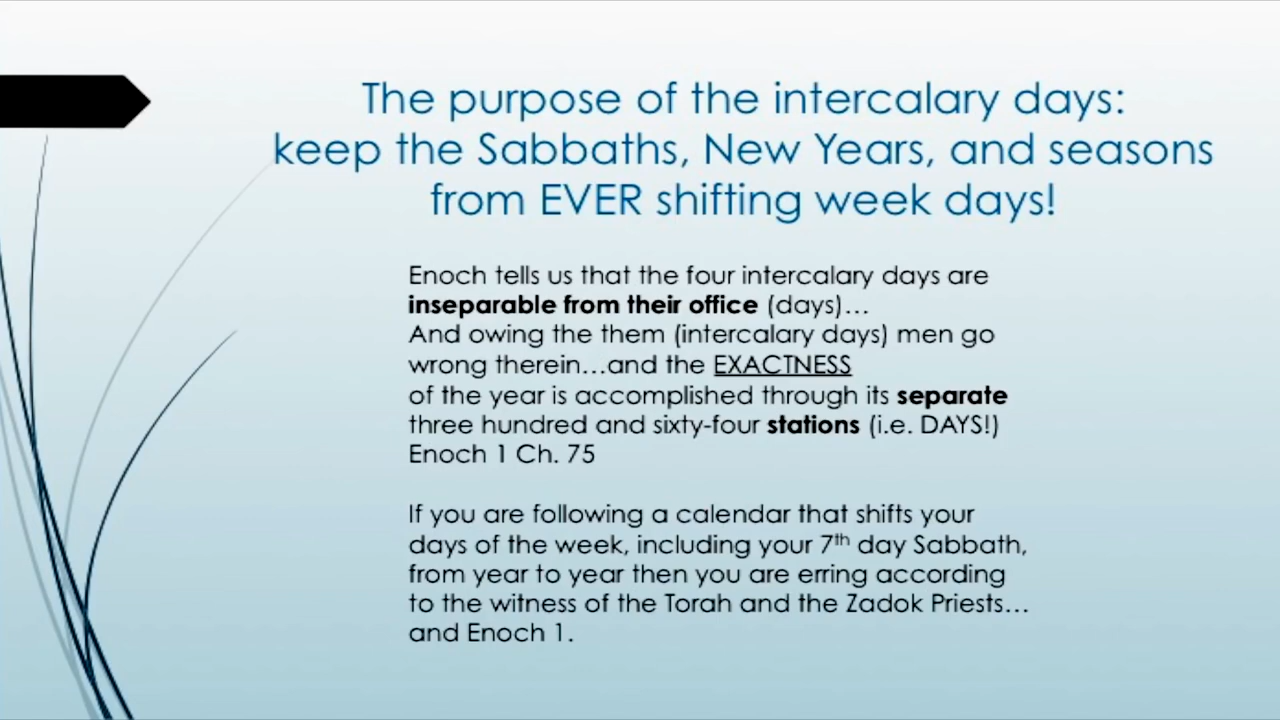 The purpose of the intercalary days:
keep the Sabbaths, New Years, and seasons
from EVER shifting week days!
Enoch tells us that the four intercalary days are
inseparable from their office (days)…
And owing the them (intercalary days) men go
wrong therein…and the EXACTNESS
of the year is accomplished through its separate
three hundred and sixty-four stations (i.e. DAYS!)
Enoch 1 Ch. 75
If you are following a calendar that shifts your
days of the week, including your 7th day Sabbath,
from year to year then you are erring according
to the witness of the Torah and the Zadok Priests…
and Enoch 1.